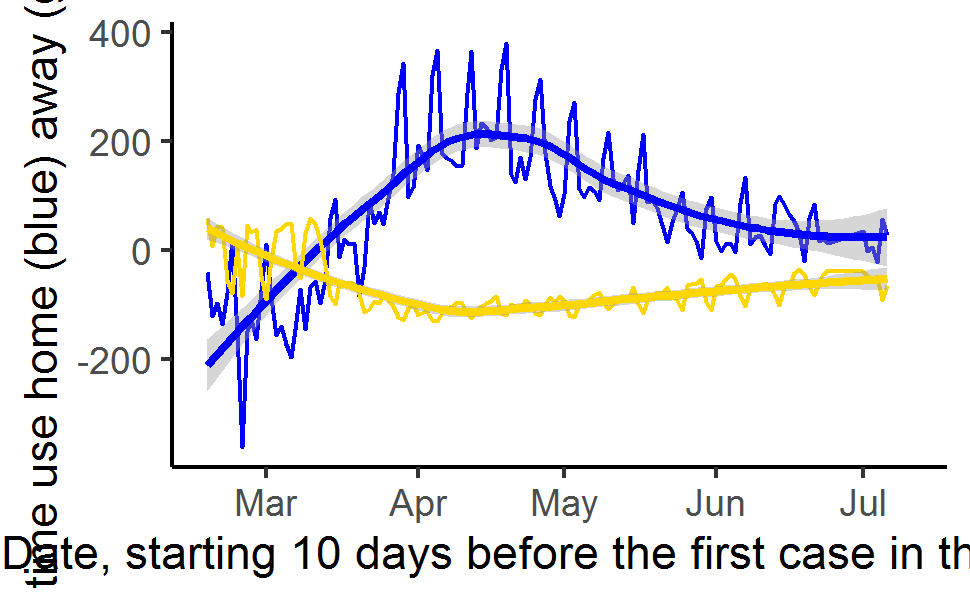 400
200
0
-200
time use home (blue) away (
Mar Apr May Jun Jul
Date, starting 10 days before the first case in th